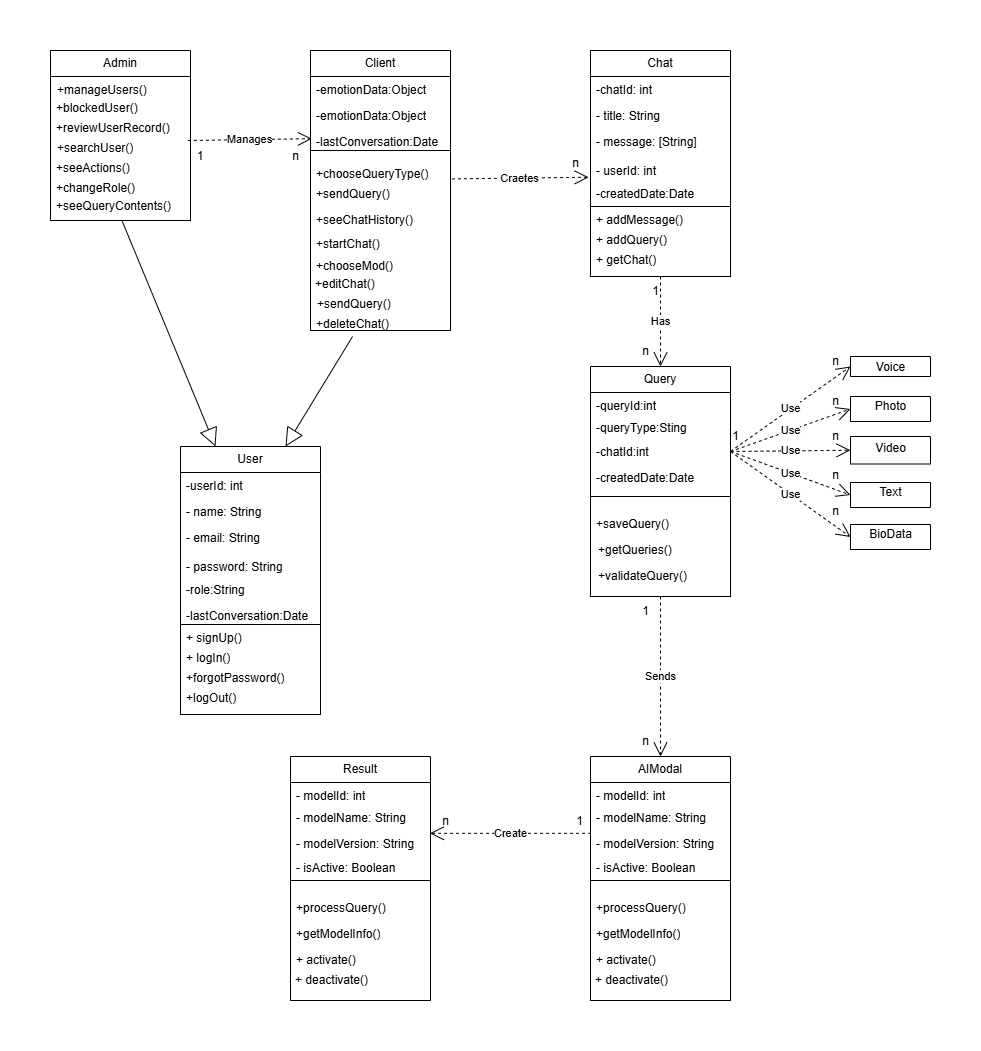 Admin
+manageUsers()
+blockedUser()
+reviewUserRecord()
+searchUser()
+seeActions()
+changeRole()
+seeQueryContents()
Manages
1
n
Client
-emotionData:Object
-emotionData:Object
-lastConversation:Date
+chooseQueryType()
+sendQuery()
+seeChatHistory()
+startChat()
+chooseMod()
+editChat()
+sendQuery()
+deleteChat()
Craetes
n
Chat
-chatId: int
- title: String
- message: [String]
- userId: int
-createdDate:Date
+ addMessage()
+ addQuery()
+ getChat()
1
Has
n
Query
-queryId:int
-queryType:Sting
-chatId:int
-createdDate:Date
+saveQuery()
+getQueries()
+validateQuery()
1
Use
n
Voice
Use
n
Photo
Use
n
Video
Use
n
Text
Use
n
BioData
User
-userId: int
- name: String
- email: String
- password: String
-role:String
-lastConversation:Date
+ signUp()
+ logIn()
+forgotPassword()
+logOut()
1
Sends
n
Result
- modelId: int
- modelName: String
- modelVersion: String
- isActive: Boolean
+processQuery()
+getModelInfo()
+ activate()
+ deactivate()
n
Create
1
AIModal
- modelId: int
- modelName: String
- modelVersion: String
- isActive: Boolean
+processQuery()
+getModelInfo()
+ activate()
+ deactivate()